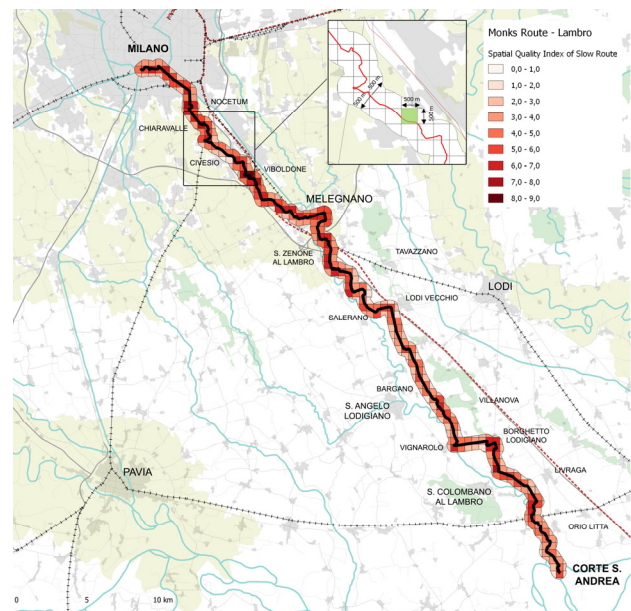 Monks Route - Lambro
Spatial Quality Index of Slow Route
0,0 - 1,0
1,0 - 2,0
2,0 - 3,0
3,0 - 4,0
4,0 - 5,0
5,0 - 6,0
6,0 - 7,0
7,0 - 8,0
8,0 - 9,0
500 m
500 m
500 m
500 m
MILANO
NOCETUM
CHIARAVALLE
CIVESIO
VIBOLDONE
MELEGNANO
S. ZENONE
AL LAMBRO
TAVAZZANO
LODI
LODI VECCHIO
SALERANO
BARGANO
VILLANOVA
S. ANGELO
LODIGIANO
BORGHETTO
LODIGIANO
VIGNAROLO
LIVRAGA
PAVIA
S. COLOMBANO
AL LAMBRO
ORIO LITTA
CORTE S.
ANDREA
0 5 10 km